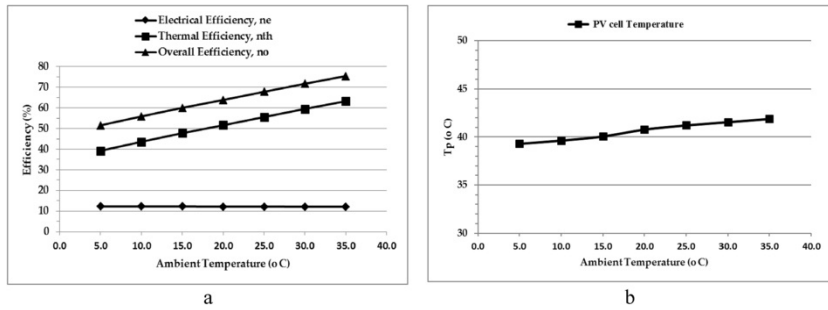 Electrical Efficiency, ne
Thermal Efficiency, nth
Overall Eefficiency, no
80
70
60
50
40
30
20
10
0
Efficiency (%)
0.0 5.0 10.0 15.0 20.0 25.0 30.0 35.0 40.0
Ambient Temperature (o C)
a
PV cell Temperature
50
45
40
35
30
Tp (o C)
0.0 5.0 10.0 15.0 20.0 25.0 30.0 35.0 40.0
Ambient Temperature (o C)
b